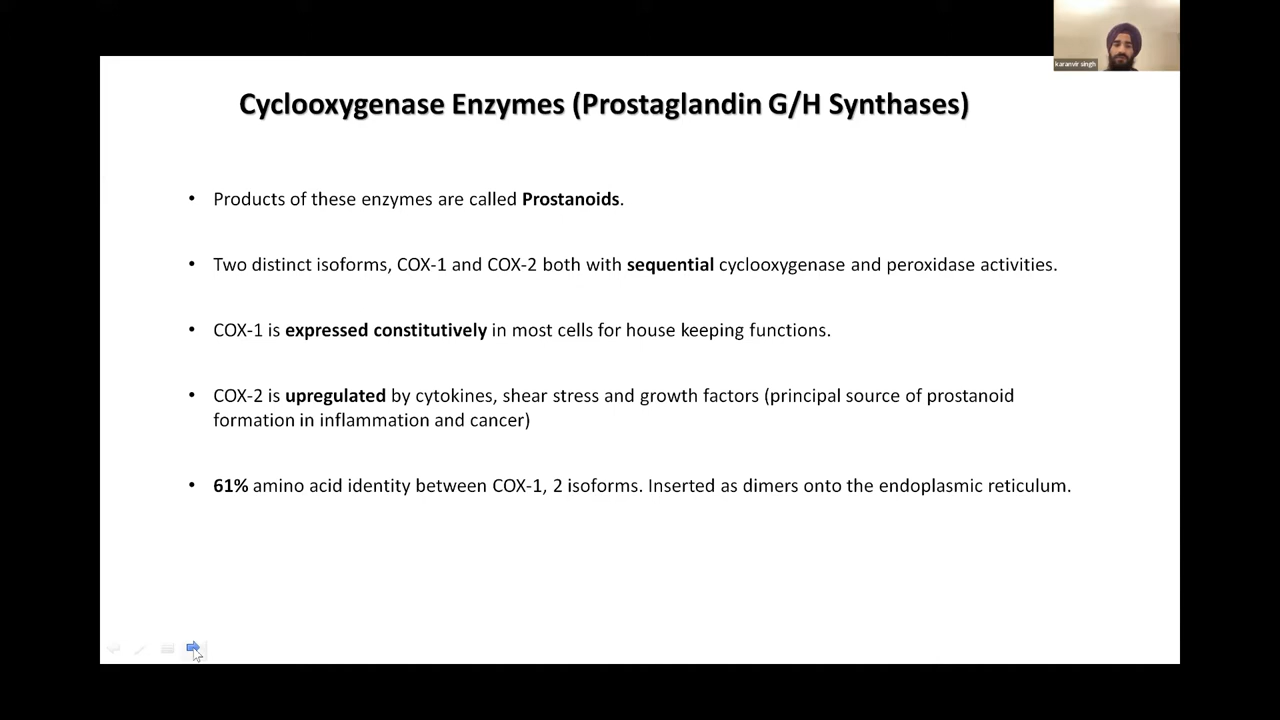 karanvir singh
Cyclooxygenase Enzymes (Prostaglandin G/H Synthases)
• Products of these enzymes are called Prostanoids.
• Two distinct isoforms, COX-1 and COX-2 both with sequential cyclooxygenase and peroxidase activities.
• COX-1 is expressed constitutively in most cells for house keeping functions.
• COX-2 is upregulated by cytokines, shear stress and growth factors (principal source of prostanoid
formation in inflammation and cancer)
• 61% amino acid identity between COX-1, 2 isoforms. Inserted as dimers onto the endoplasmic reticulum.